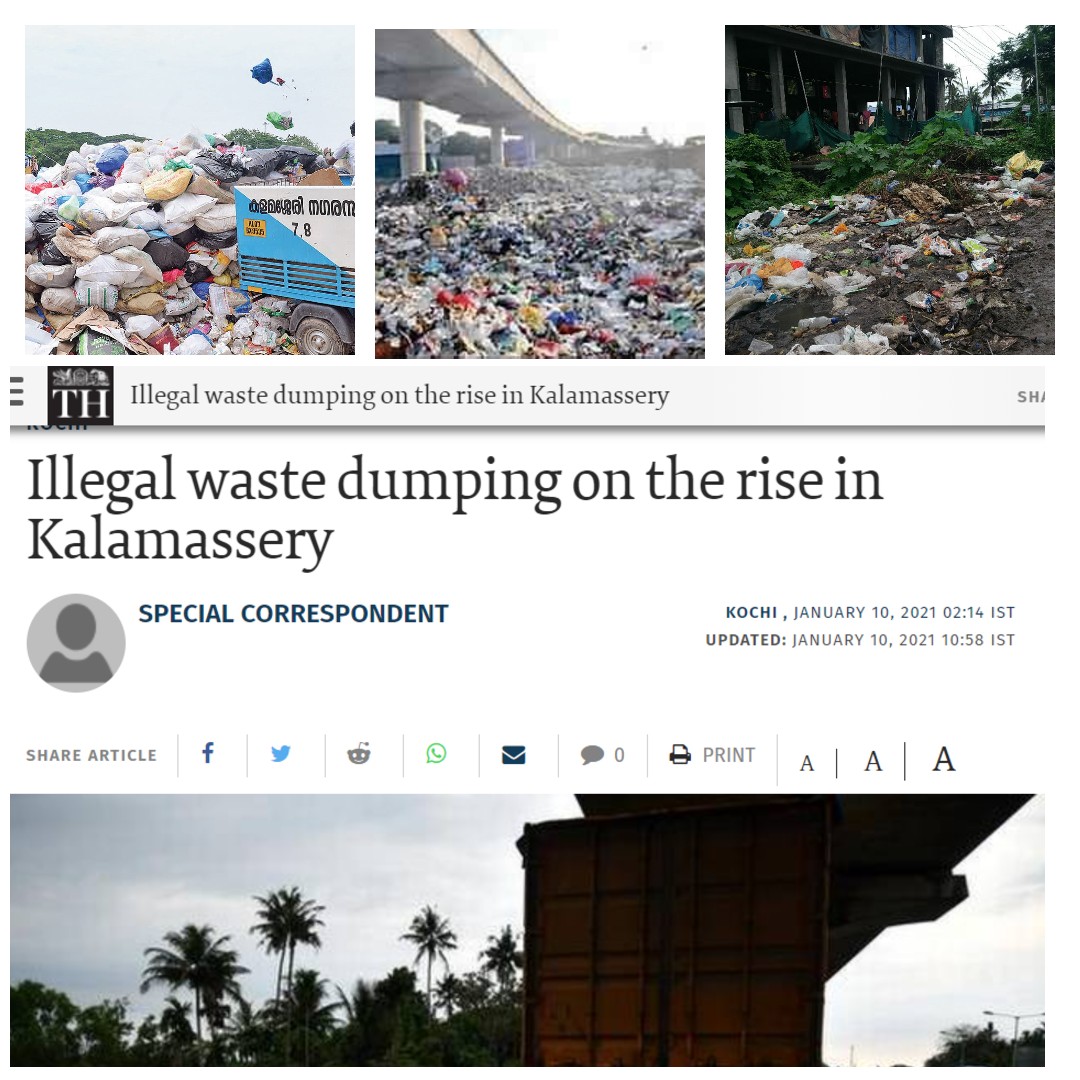 കളമശ്ശേരി നഗരസ
7.8
TH
Illegal waste dumping on the rise in Kalamassery
SHA
KOCHI
Illegal waste dumping on the rise in
Kalamassery
SPECIAL CORRESPONDENT
KOCHI , JANUARY 10, 2021 02:14 IST
UPDATED: JANUARY 10, 2021 10:58 IST
SHARE ARTICLE
0
PRINT
A
A
A